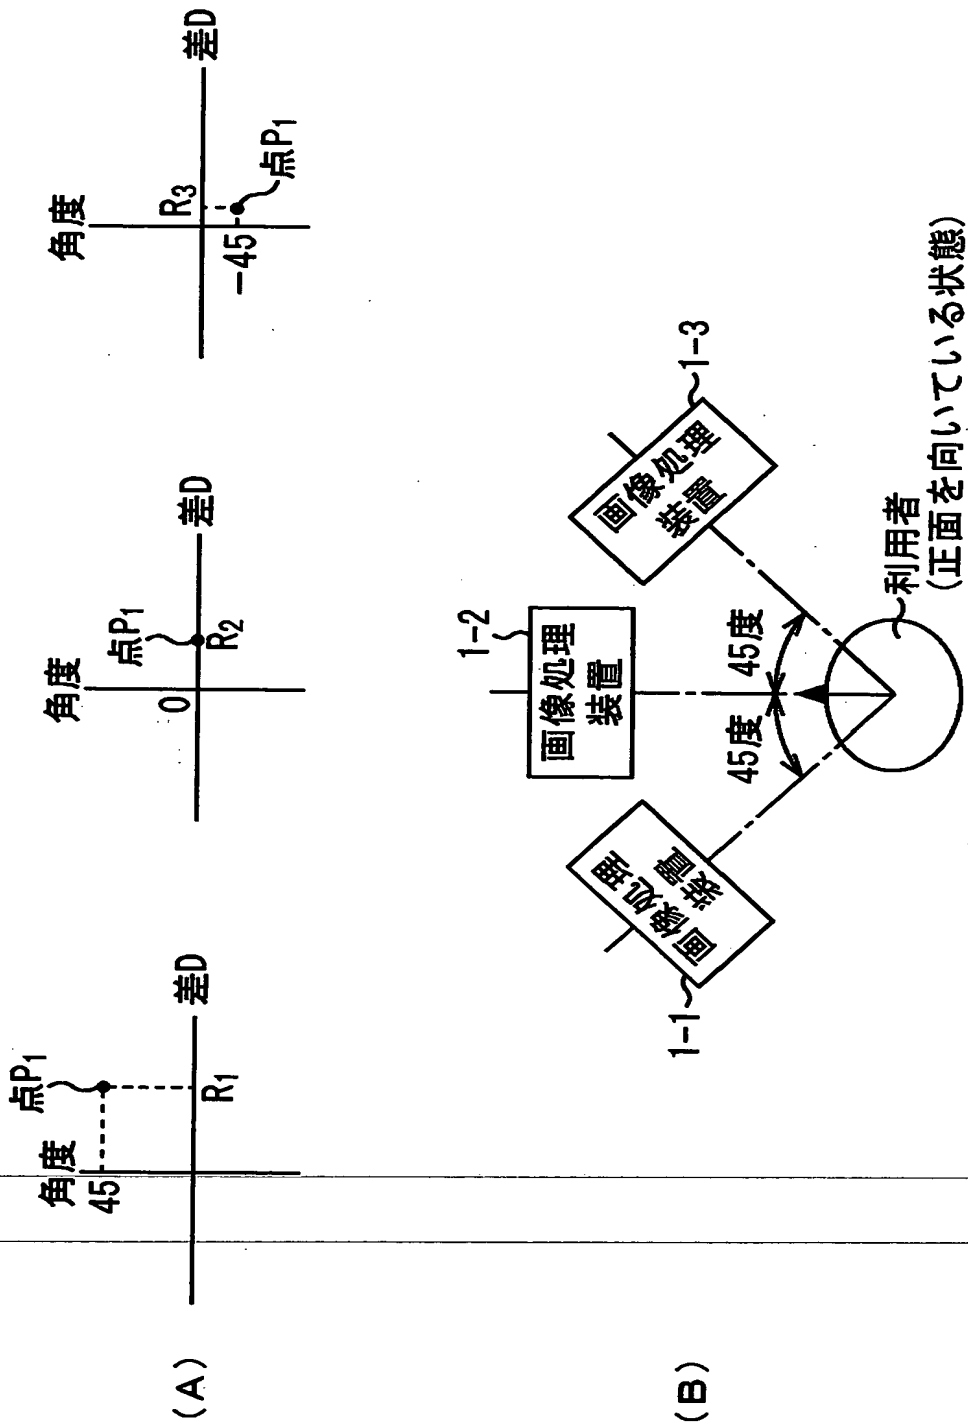 (A)
角度
45
点P1
R1
差D
角度
0
点P1
R2
差D
角度
-45
R3
点P1
差D
(B)
1-1
画像処理
装置
1-2
画像処理
装置
1-3
画像処理
装置
45度
45度
利用者
(正面を向いている状態)